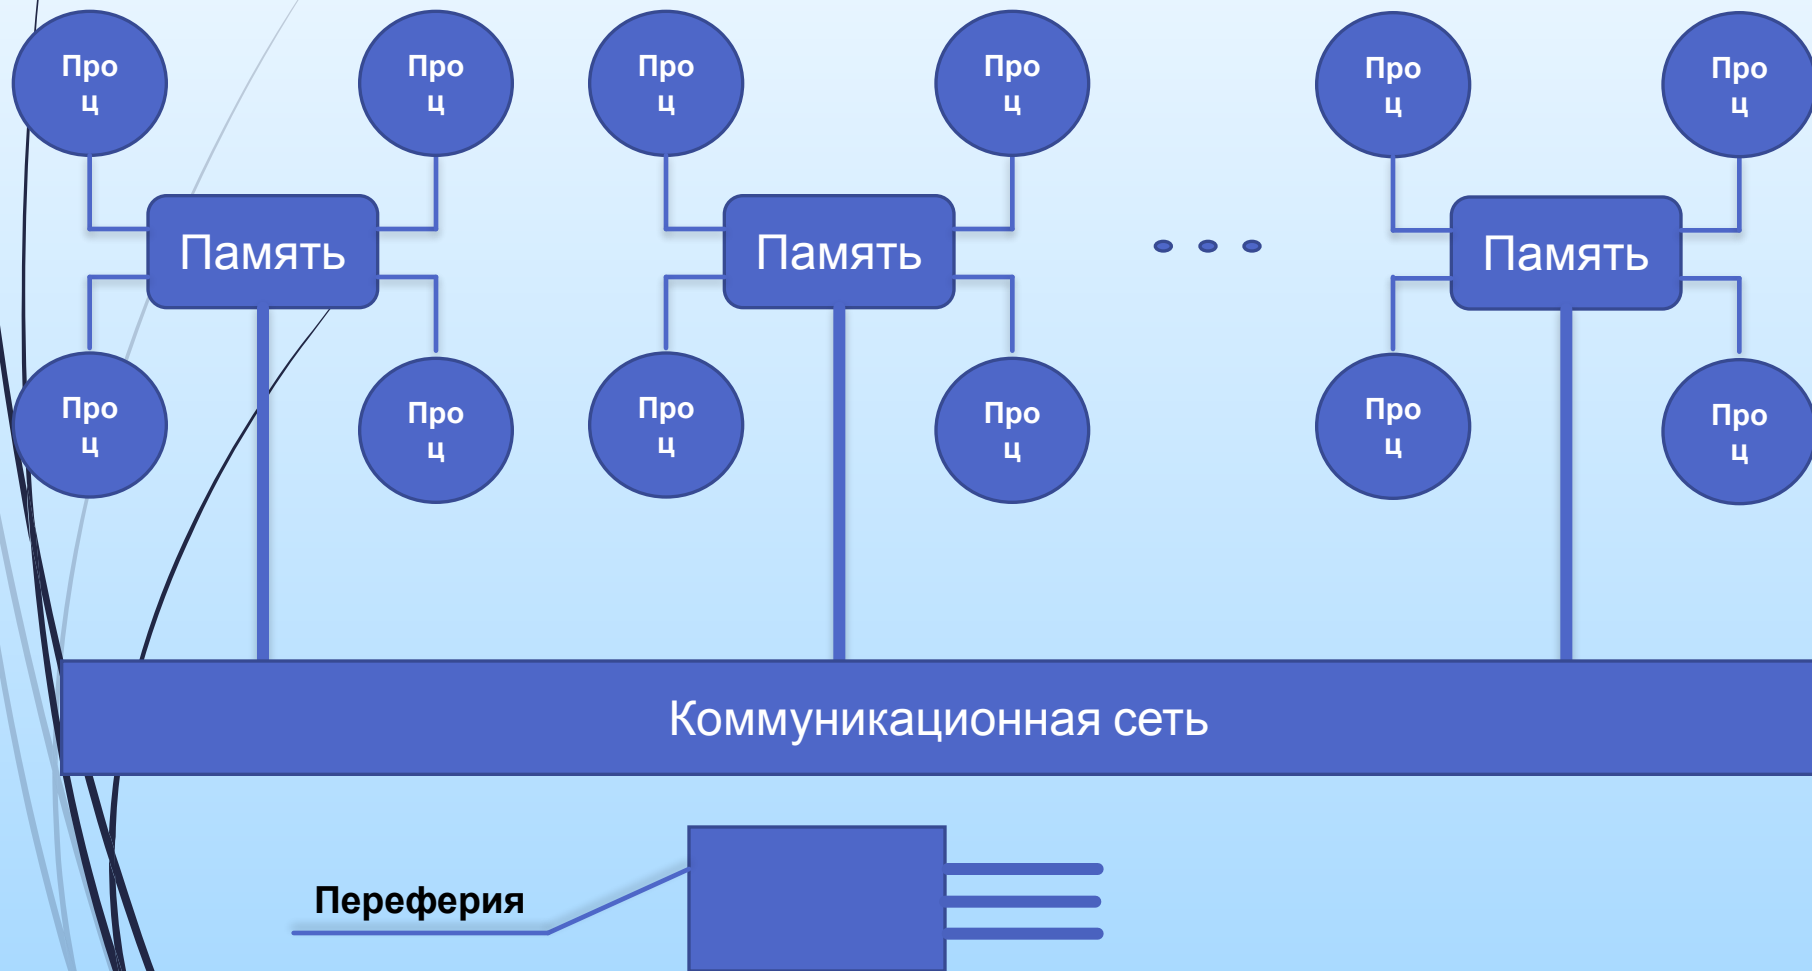 Про
ц
Про
ц
Про
ц
Про
ц
Про
ц
Про
ц
Память
Память
Память
Про
ц
Про
ц
Про
ц
Про
ц
Про
ц
Про
ц
Коммуникационная сеть
Переферия